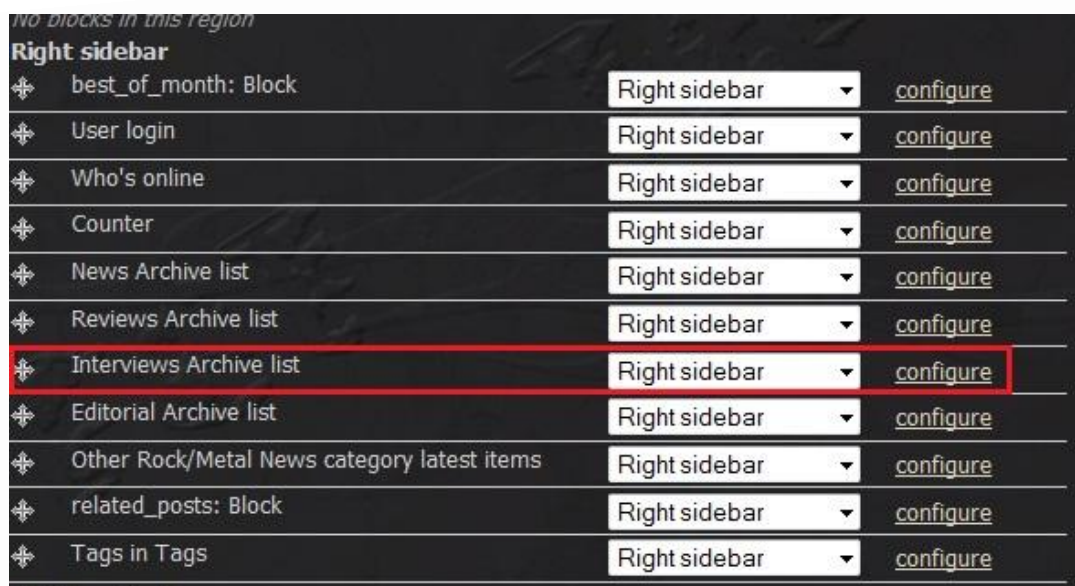 No blocks in this region
Right sidebar
best_of_month: Block Right sidebar configure
User login Right sidebar configure
Who's online Right sidebar configure
Counter Right sidebar configure
News Archive list Right sidebar configure
Reviews Archive list Right sidebar configure
Interviews Archive list Right sidebar configure
Editorial Archive list Right sidebar configure
Other Rock/Metal News category latest items Right sidebar configure
related_posts: Block Right sidebar configure
Tags in Tags Right sidebar configure